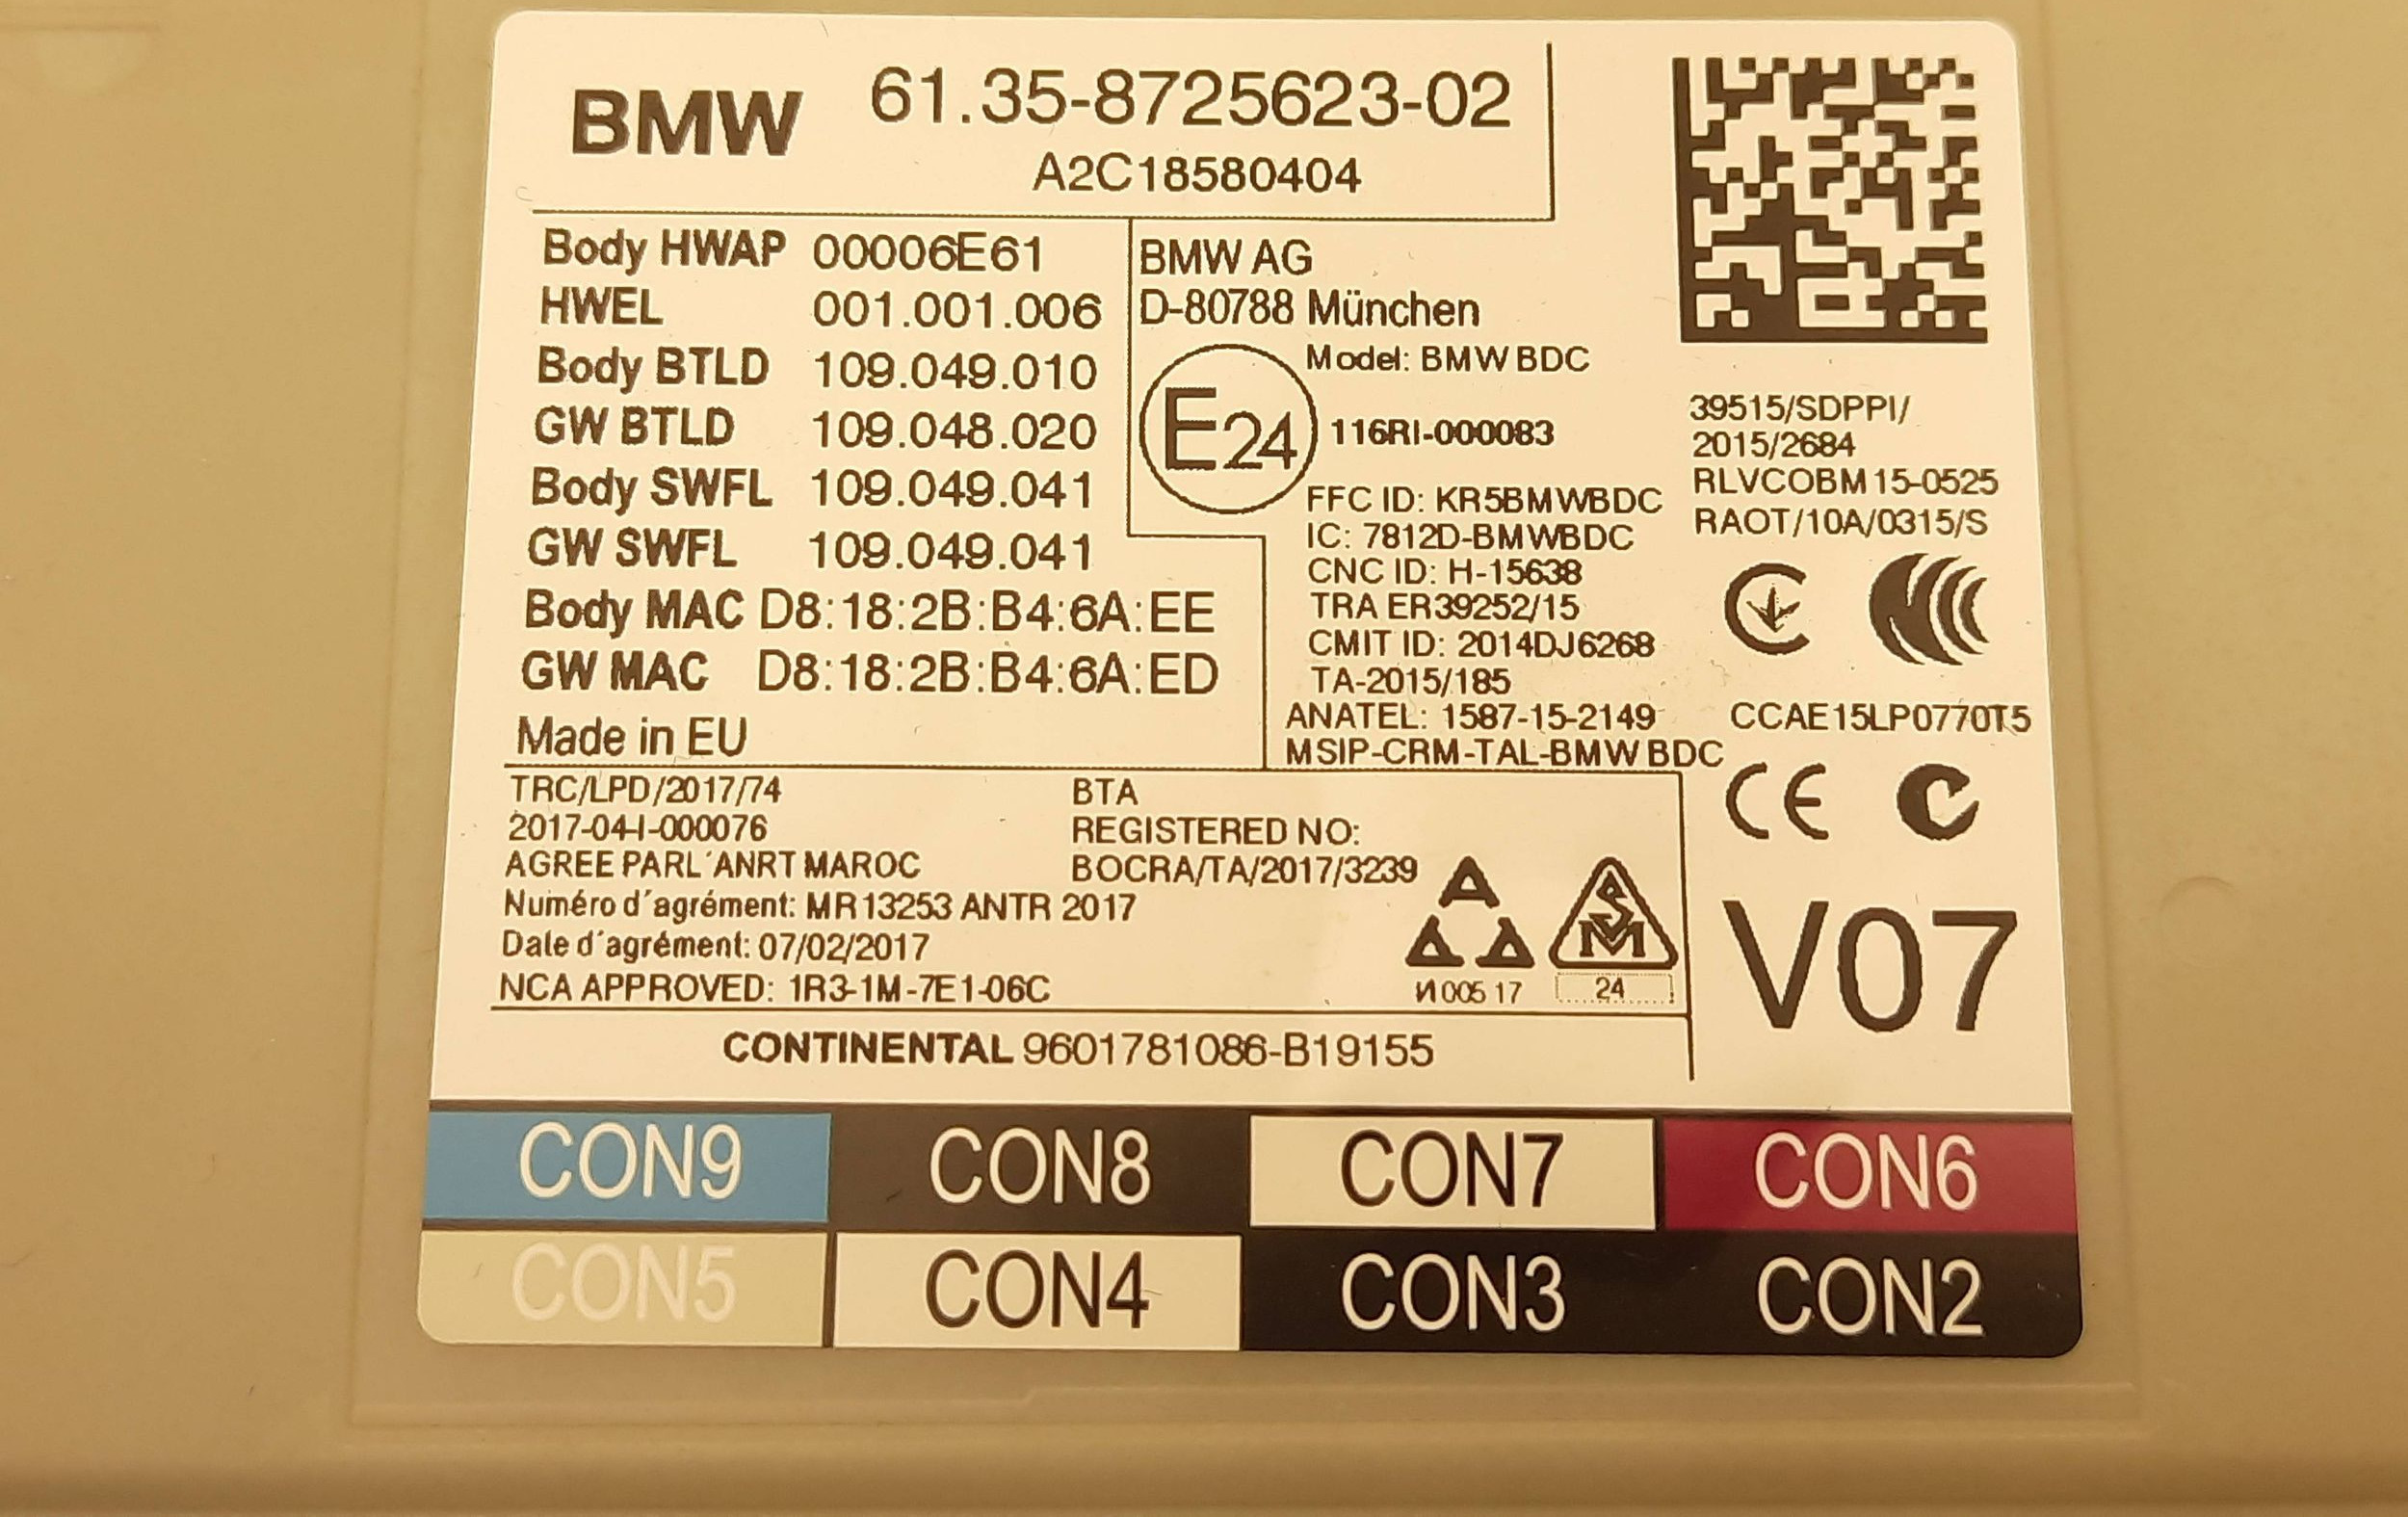 BMW 61.35-8725623-02
A2C18580404
Body HWAP 00006E61
HWEL 001.001.006
Body BTLD 109.049.010
GW BTLD 109.048.020
Body SWFL 109.049.041
GW SWFL 109.049.041
Body MAC D8:18:2B:B4:6A:EE
GW MAC D8:18:2B:B4:6A:ED
Made in EU
BMW AG
D-80788 München
Model: BMW BDC
E24 116RI-000083
FFC ID: KR5BMWBDC
IC: 7812D-BMWBDC
CNC ID: H-15638
TRA ER39252/15
CMIT ID: 2014DJ6268
TA-2015/185
ANATEL: 1587-15-2149
MSIP-CRM-TAL-BMW BDC
39515/SDPPI/
2015/2684
RLVCOBM15-0525
RAOT/10A/0315/S
CCAE15LP0770T5
CE
V07
TRC/LPD/2017/74
2017-04-I-000076
AGREE PARL´ANRT MAROC
Numéro d´agrément: MR13253 ANTR 2017
Date d´agrément: 07/02/2017
NCA APPROVED: 1R3-1M-7E1-06C
BTA
REGISTERED NO:
BOCRA/TA/2017/3239
И005 17
24
CONTINENTAL 9601781086-B19155
CON9 CON8 CON7 CON6
CON5 CON4 CON3 CON2